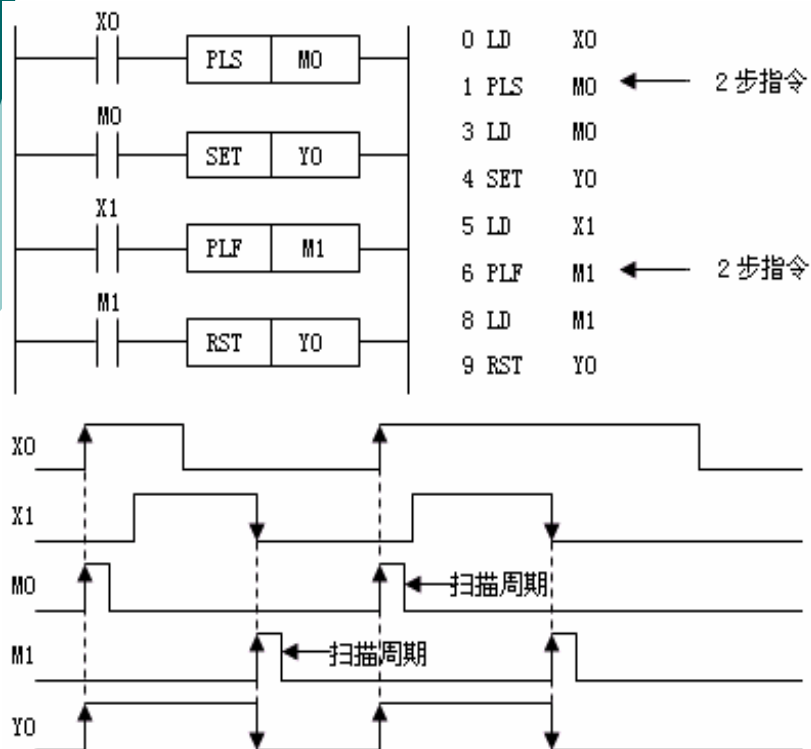 X0
PLS M0
M0
SET Y0
X1
PLF M1
M1
RST Y0
0 LD X0
1 PLS M0 2步指令
3 LD M0
4 SET Y0
5 LD X1
6 PLF M1 2步指令
8 LD M1
9 RST Y0
X0
X1
M0 扫描周期
M1 扫描周期
Y0